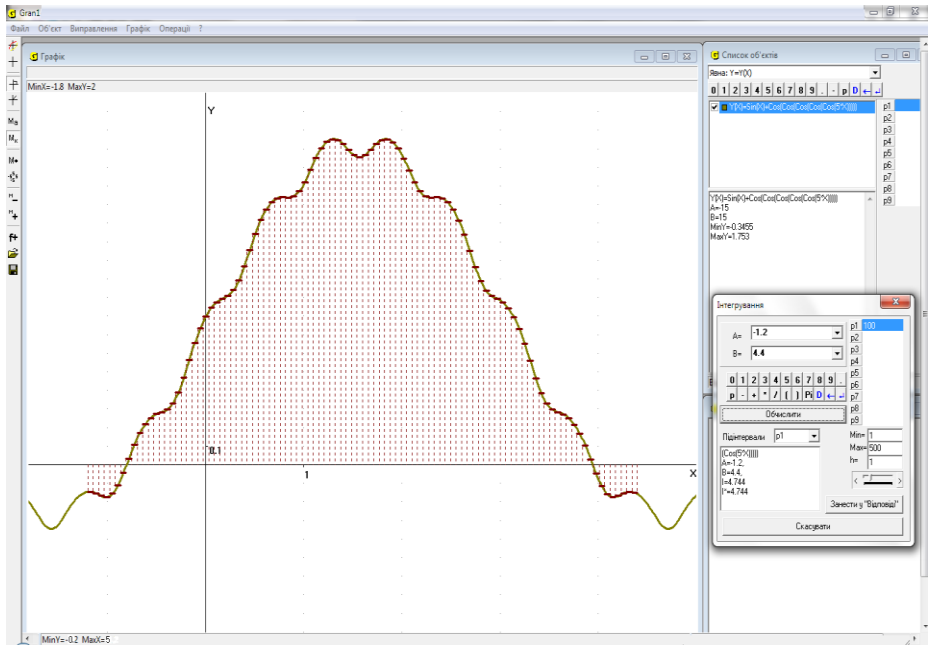 Gran1
Файл Об'єкт Виправлення Графік Операції ?
Графік
MinX=-1.8 MaxY=2
Y
0.1
1
X
MinY=-0.2 MaxX=5
Список об'єктів
Явна: Y=Y(X)
0 1 2 3 4 5 6 7 8 9 . - p D ← ↵
Y(X)=Sin(X)+Cos(Cos(Cos(Cos(Cos(5*X)))))
p1
p2
p3
p4
p5
p6
p7
p8
p9
Y(X)=Sin(X)+Cos(Cos(Cos(Cos(Cos(5*X)))))
A=-15
B=15
MinY=-0.3455
MaxY=1.753
Інтегрування
A= -1.2
B= 4.4
p1 100
p2
p3
p4
p5
p6
p7
p8
p9
0 1 2 3 4 5 6 7 8 9 .
p - + * / ( ) Pi D ← ↵
Обчислити
Підінтервали p1
Min= 1
Max= 500
h= 1
(Cos(5*X)))))
A=-1.2,
B=4.4,
I=4.744
I*=4.744
Занести у "Відповіді"
Скасувати